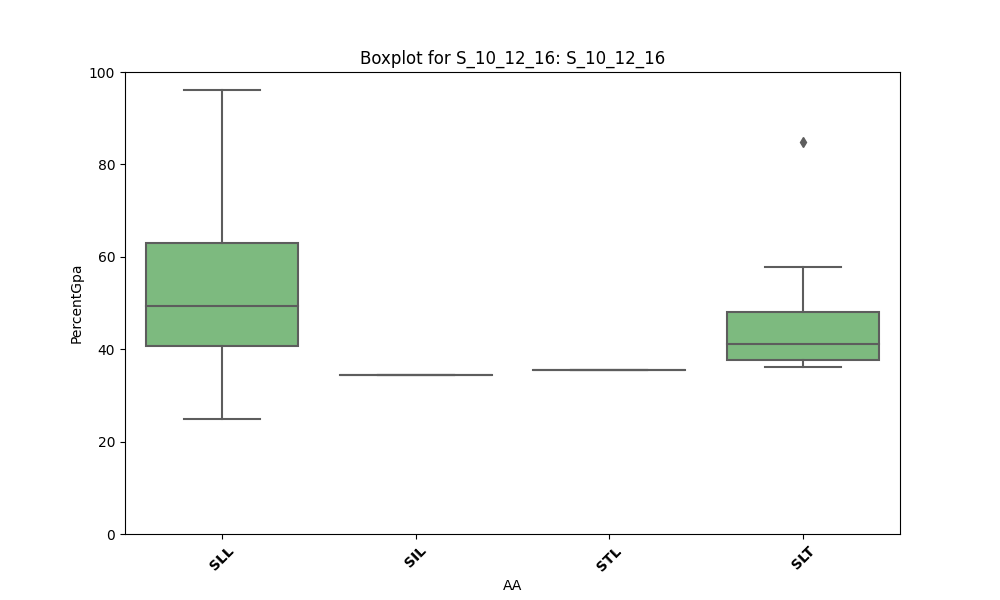 Boxplot for S_10_12_16: S_10_12_16
100
80
60
40
20
0
PercentGpa
SLL
SIL
STL
SLT
AA